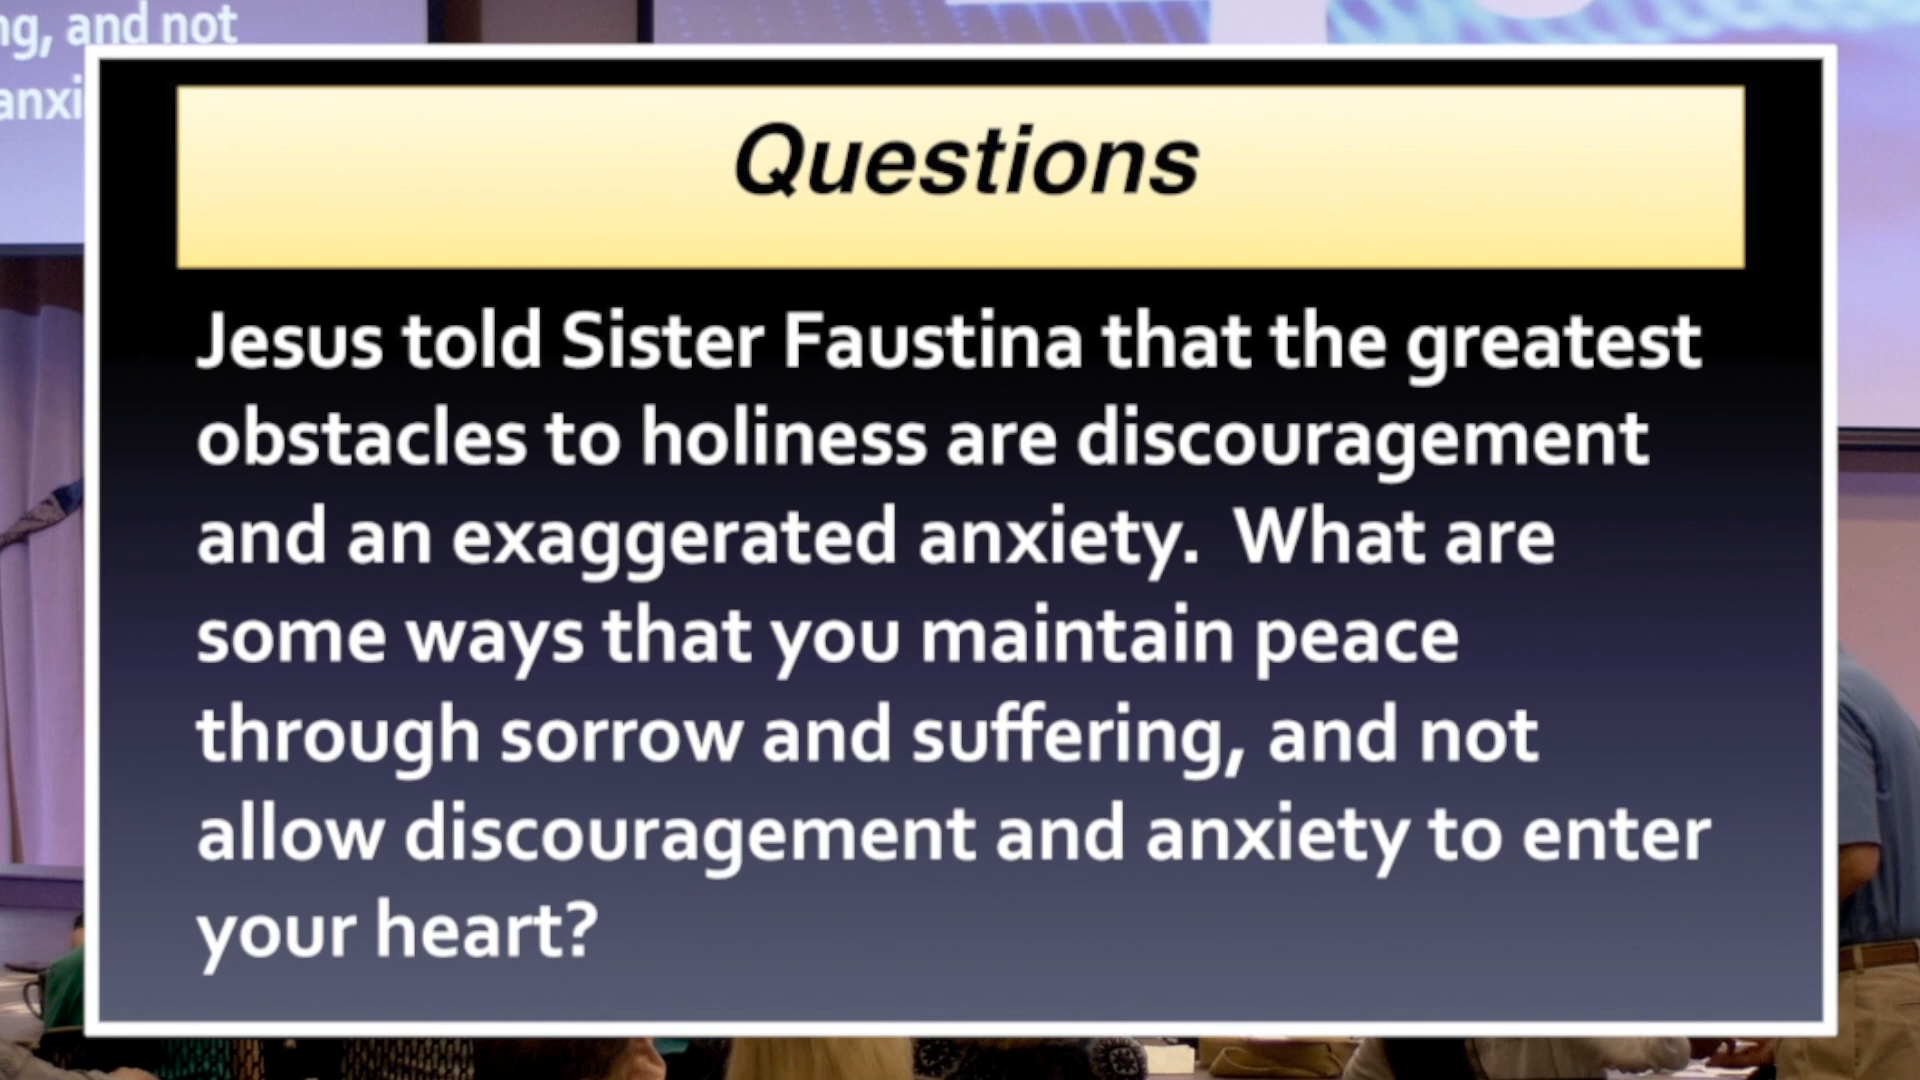 ng, and not
anxi
Questions
Jesus told Sister Faustina that the greatest
obstacles to holiness are discouragement
and an exaggerated anxiety.  What are
some ways that you maintain peace
through sorrow and suffering, and not
allow discouragement and anxiety to enter
your heart?